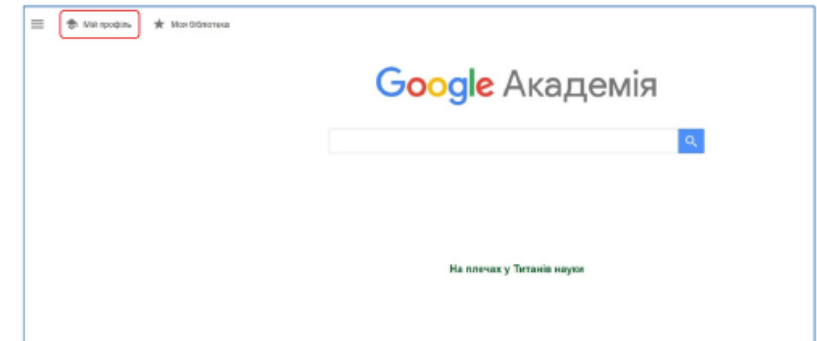 Мій профіль
Моя бібліотека
Google Академія
На плечах у Титанів науки